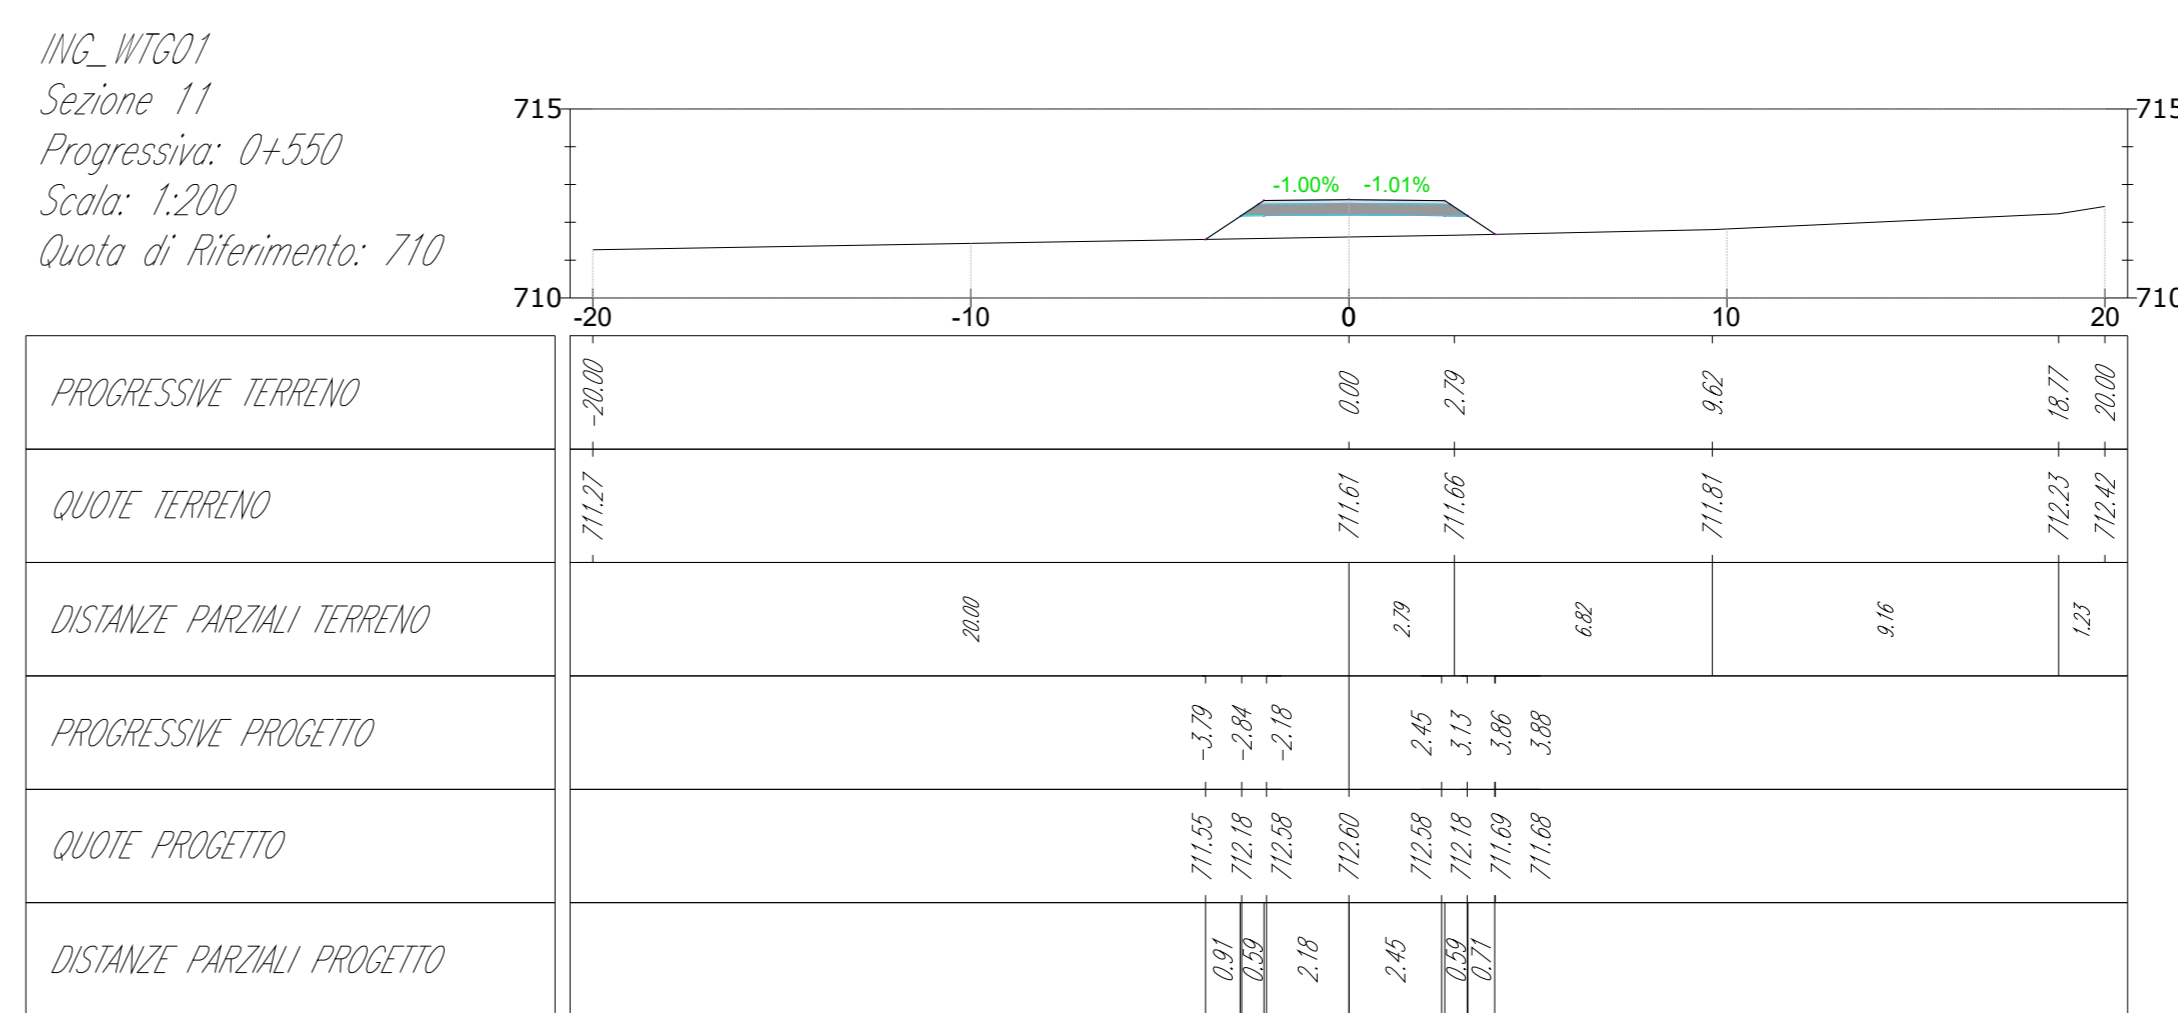 ING_WTG01
Sezione 11
Progressiva: 0+550
Scala: 1:200
Quota di Riferimento: 710
715 715
-1.00% -1.01%
710 710
-20 -10 0 10 20
PROGRESSIVE TERRENO -20.00 0.00 2.79 9.62 18.77 20.00
QUOTE TERRENO 711.27 711.61 711.66 711.81 712.23 712.42
DISTANZE PARZIALI TERRENO 20.00 2.79 6.82 9.16 1.23
PROGRESSIVE PROGETTO -3.79 -2.84 -2.18 2.45 3.13 3.86 3.88
QUOTE PROGETTO 711.55 712.18 712.58 712.60 712.58 712.18 711.69 711.68
DISTANZE PARZIALI PROGETTO 0.91 0.59 2.18 2.45 0.59 0.71